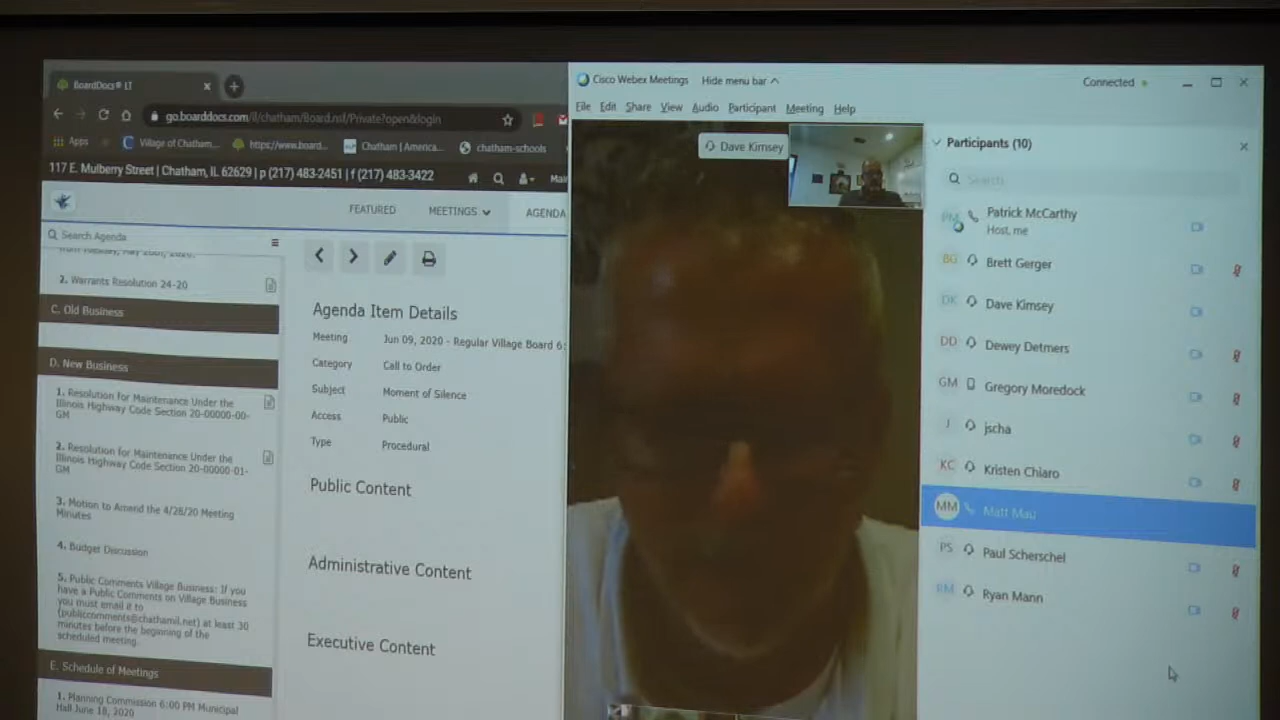 BoardDocs® LT
go.boarddocs.com/il/chatham/Board.nsf/Private?open&login
Apps
Village of Chatham...
https://www.board...
Chatham | America...
chatham-schools
117 E. Mulberry Street | Chatham, IL 62629 | p (217) 483-2451 | f (217) 483-3422
FEATURED
MEETINGS
AGENDA
Search Agenda
2. Warrants Resolution 24-20
C. Old Business
D. New Business
1. Resolution for Maintenance Under the
Illinois Highway Code Section 20-00000-00-
GM
2. Resolution for Maintenance Under the
Illinois Highway Code Section 20-00000-01-
GM
3. Motion to Amend the 4/28/20 Meeting
Minutes
4. Budget Discussion
5. Public Comments Village Business: If you
have a Public Comments on Village Business
you must email it to
(publiccomments@chathamil.net) at least 30
minutes before the beginning of the
scheduled meeting.
E. Schedule of Meetings
1. Planning Commission 6:00 PM Municipal
Hall June 18, 2020
Agenda Item Details
Meeting Jun 09, 2020 - Regular Village Board 6:
Category Call to Order
Subject Moment of Silence
Access Public
Type Procedural
Public Content
Administrative Content
Executive Content
Cisco Webex Meetings Hide menu bar Connected
File Edit Share View Audio Participant Meeting Help
Dave Kimsey
Participants (10)
Search
PM Patrick McCarthy
Host, me
BG Brett Gerger
DK Dave Kimsey
DD Dewey Detmers
GM Gregory Moredock
J jscha
KC Kristen Chiaro
MM Matt Mau
PS Paul Scherschel
RM Ryan Mann